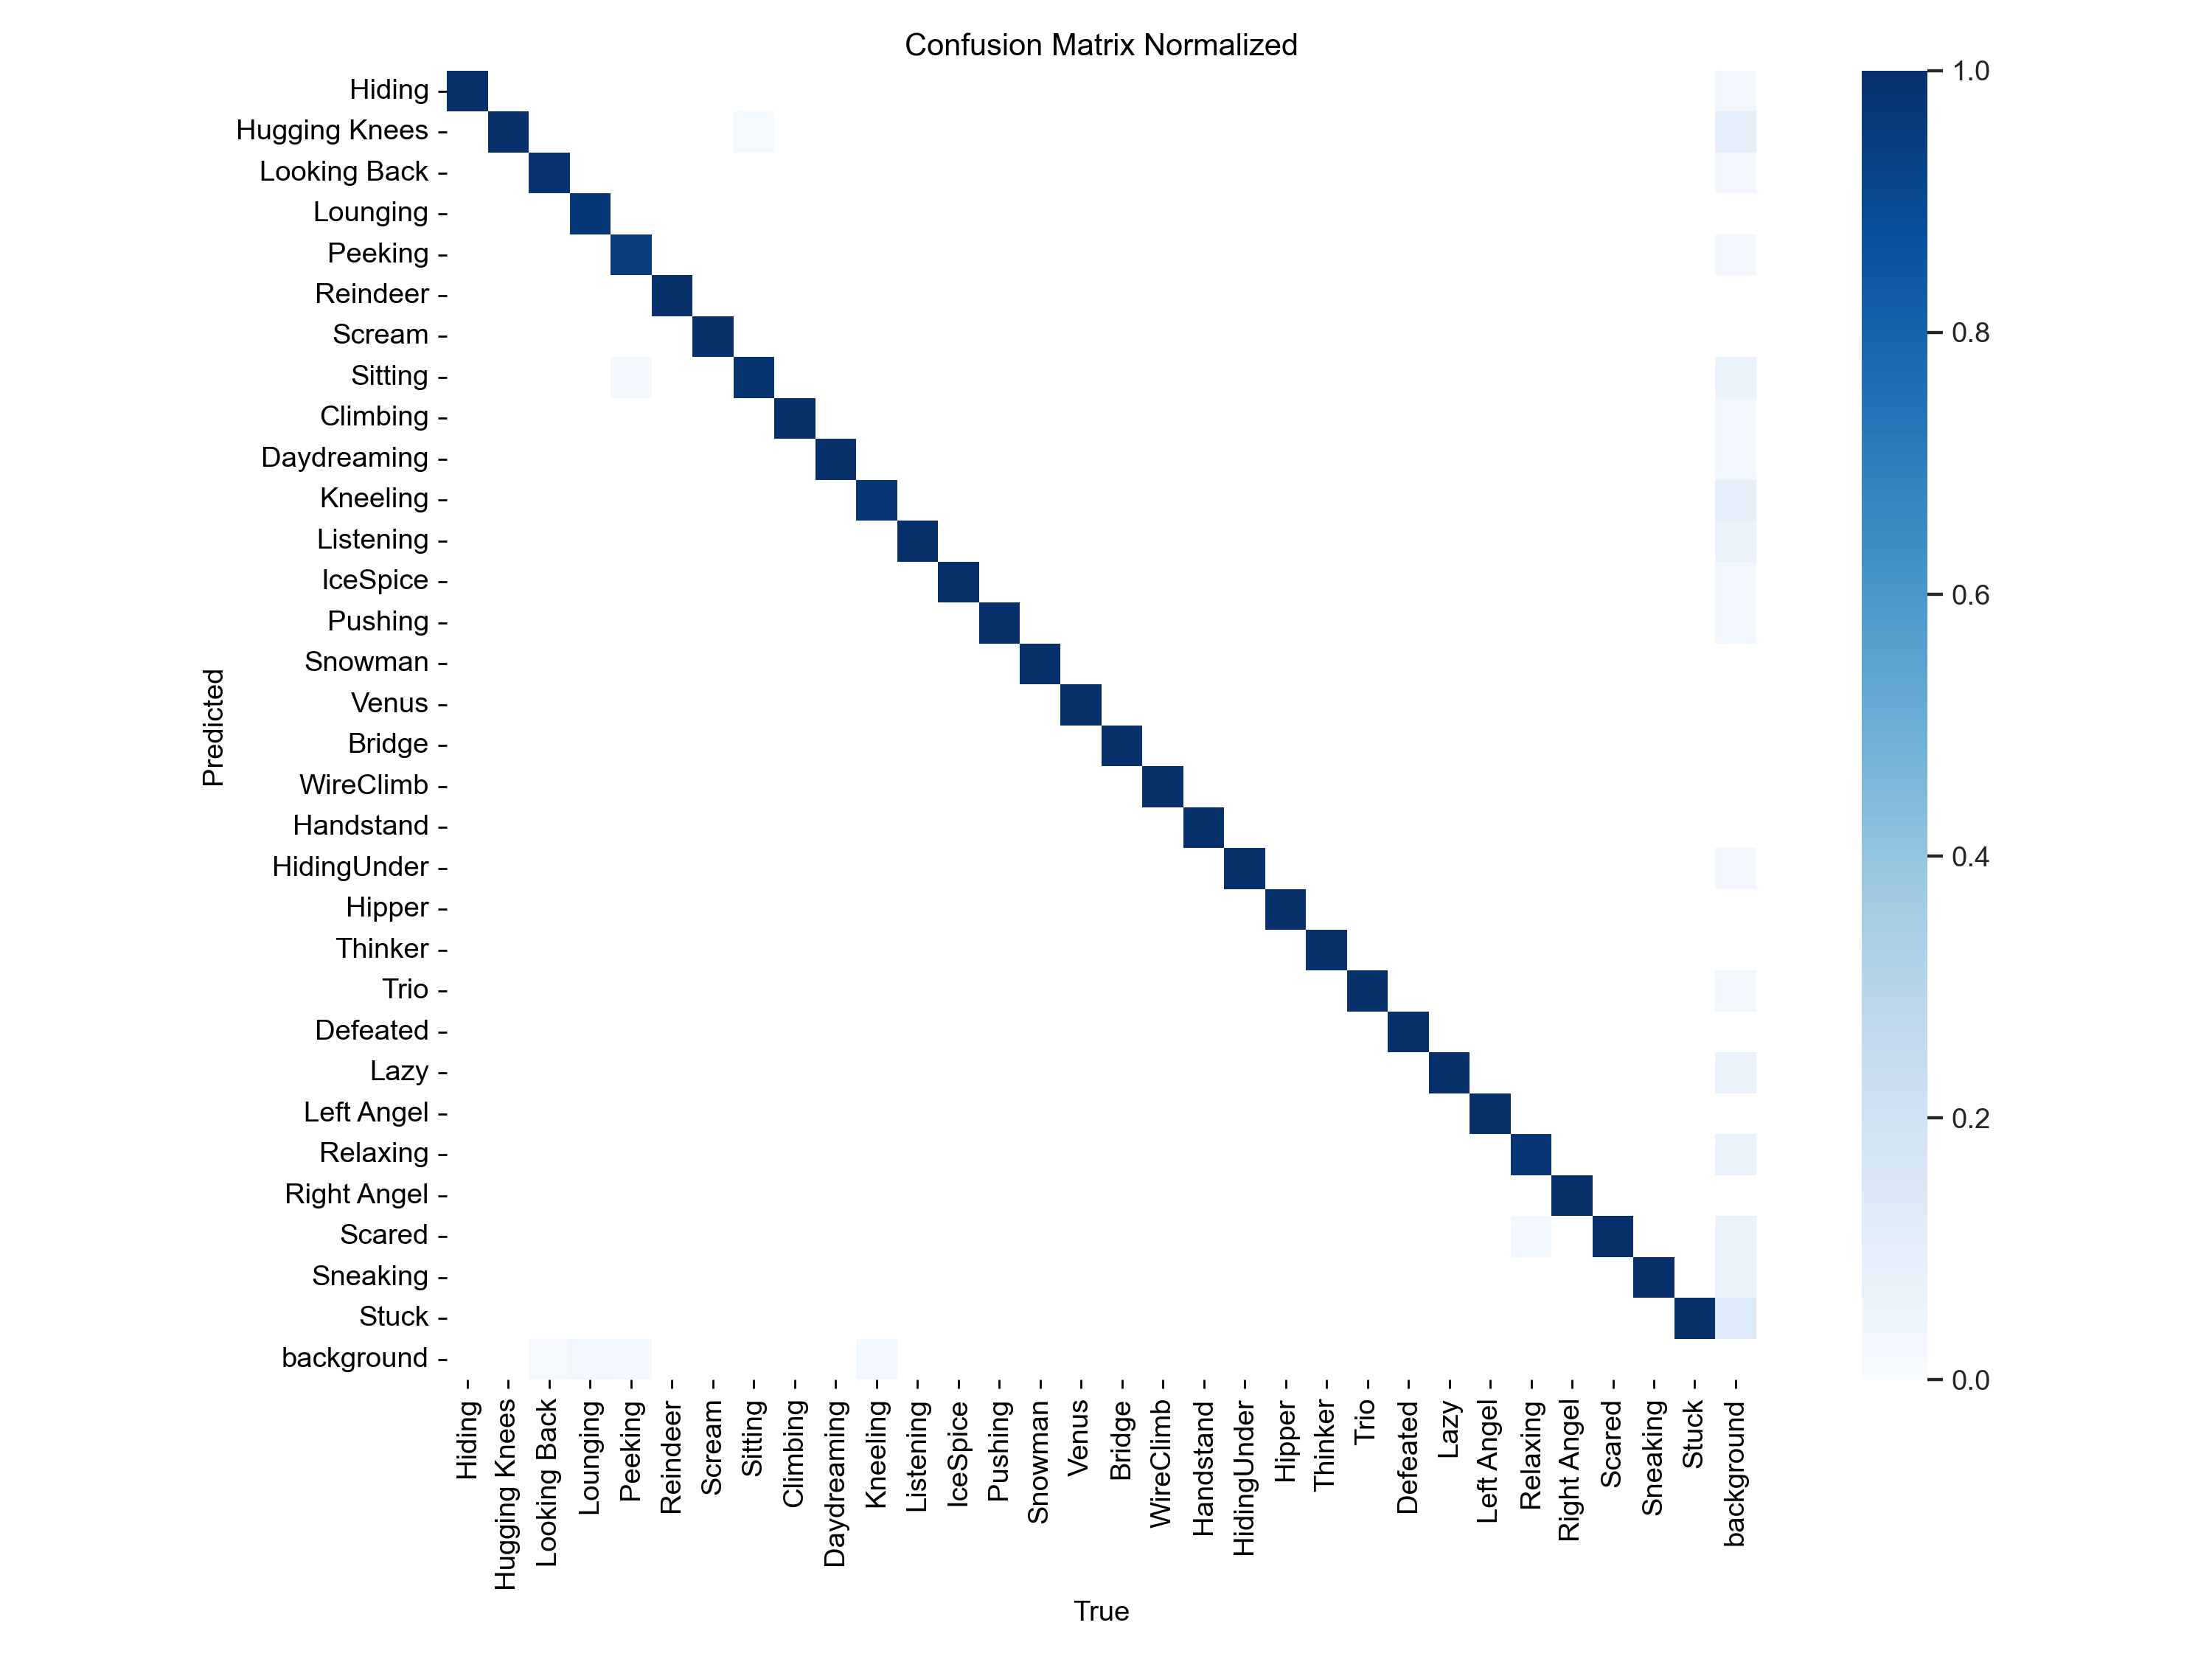 Confusion Matrix Normalized
Hiding
Hugging Knees
Looking Back
Lounging
Peeking
Reindeer
Scream
Sitting
Climbing
Daydreaming
Kneeling
Listening
IceSpice
Pushing
Snowman
Venus
Bridge
WireClimb
Handstand
HidingUnder
Hipper
Thinker
Trio
Defeated
Lazy
Left Angel
Relaxing
Right Angel
Scared
Sneaking
Stuck
background
Predicted
Hiding
Hugging Knees
Looking Back
Lounging
Peeking
Reindeer
Scream
Sitting
Climbing
Daydreaming
Kneeling
Listening
IceSpice
Pushing
Snowman
Venus
Bridge
WireClimb
Handstand
HidingUnder
Hipper
Thinker
Trio
Defeated
Lazy
Left Angel
Relaxing
Right Angel
Scared
Sneaking
Stuck
background
True
1.0
0.8
0.6
0.4
0.2
0.0